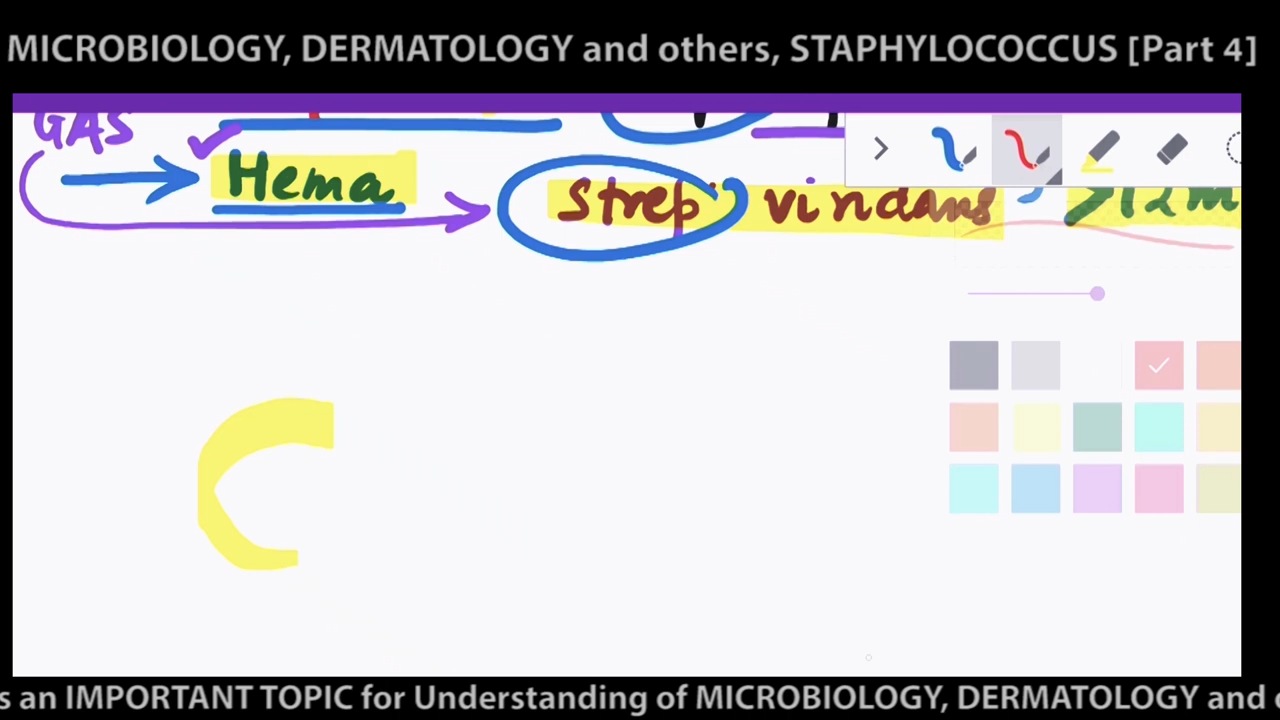 MICROBIOLOGY, DERMATOLOGY and others, STAPHYLOCOCCUS [Part 4]
GAS
Hema
Strep viridans >12m
s an IMPORTANT TOPIC for Understanding of MICROBIOLOGY, DERMATOLOGY and